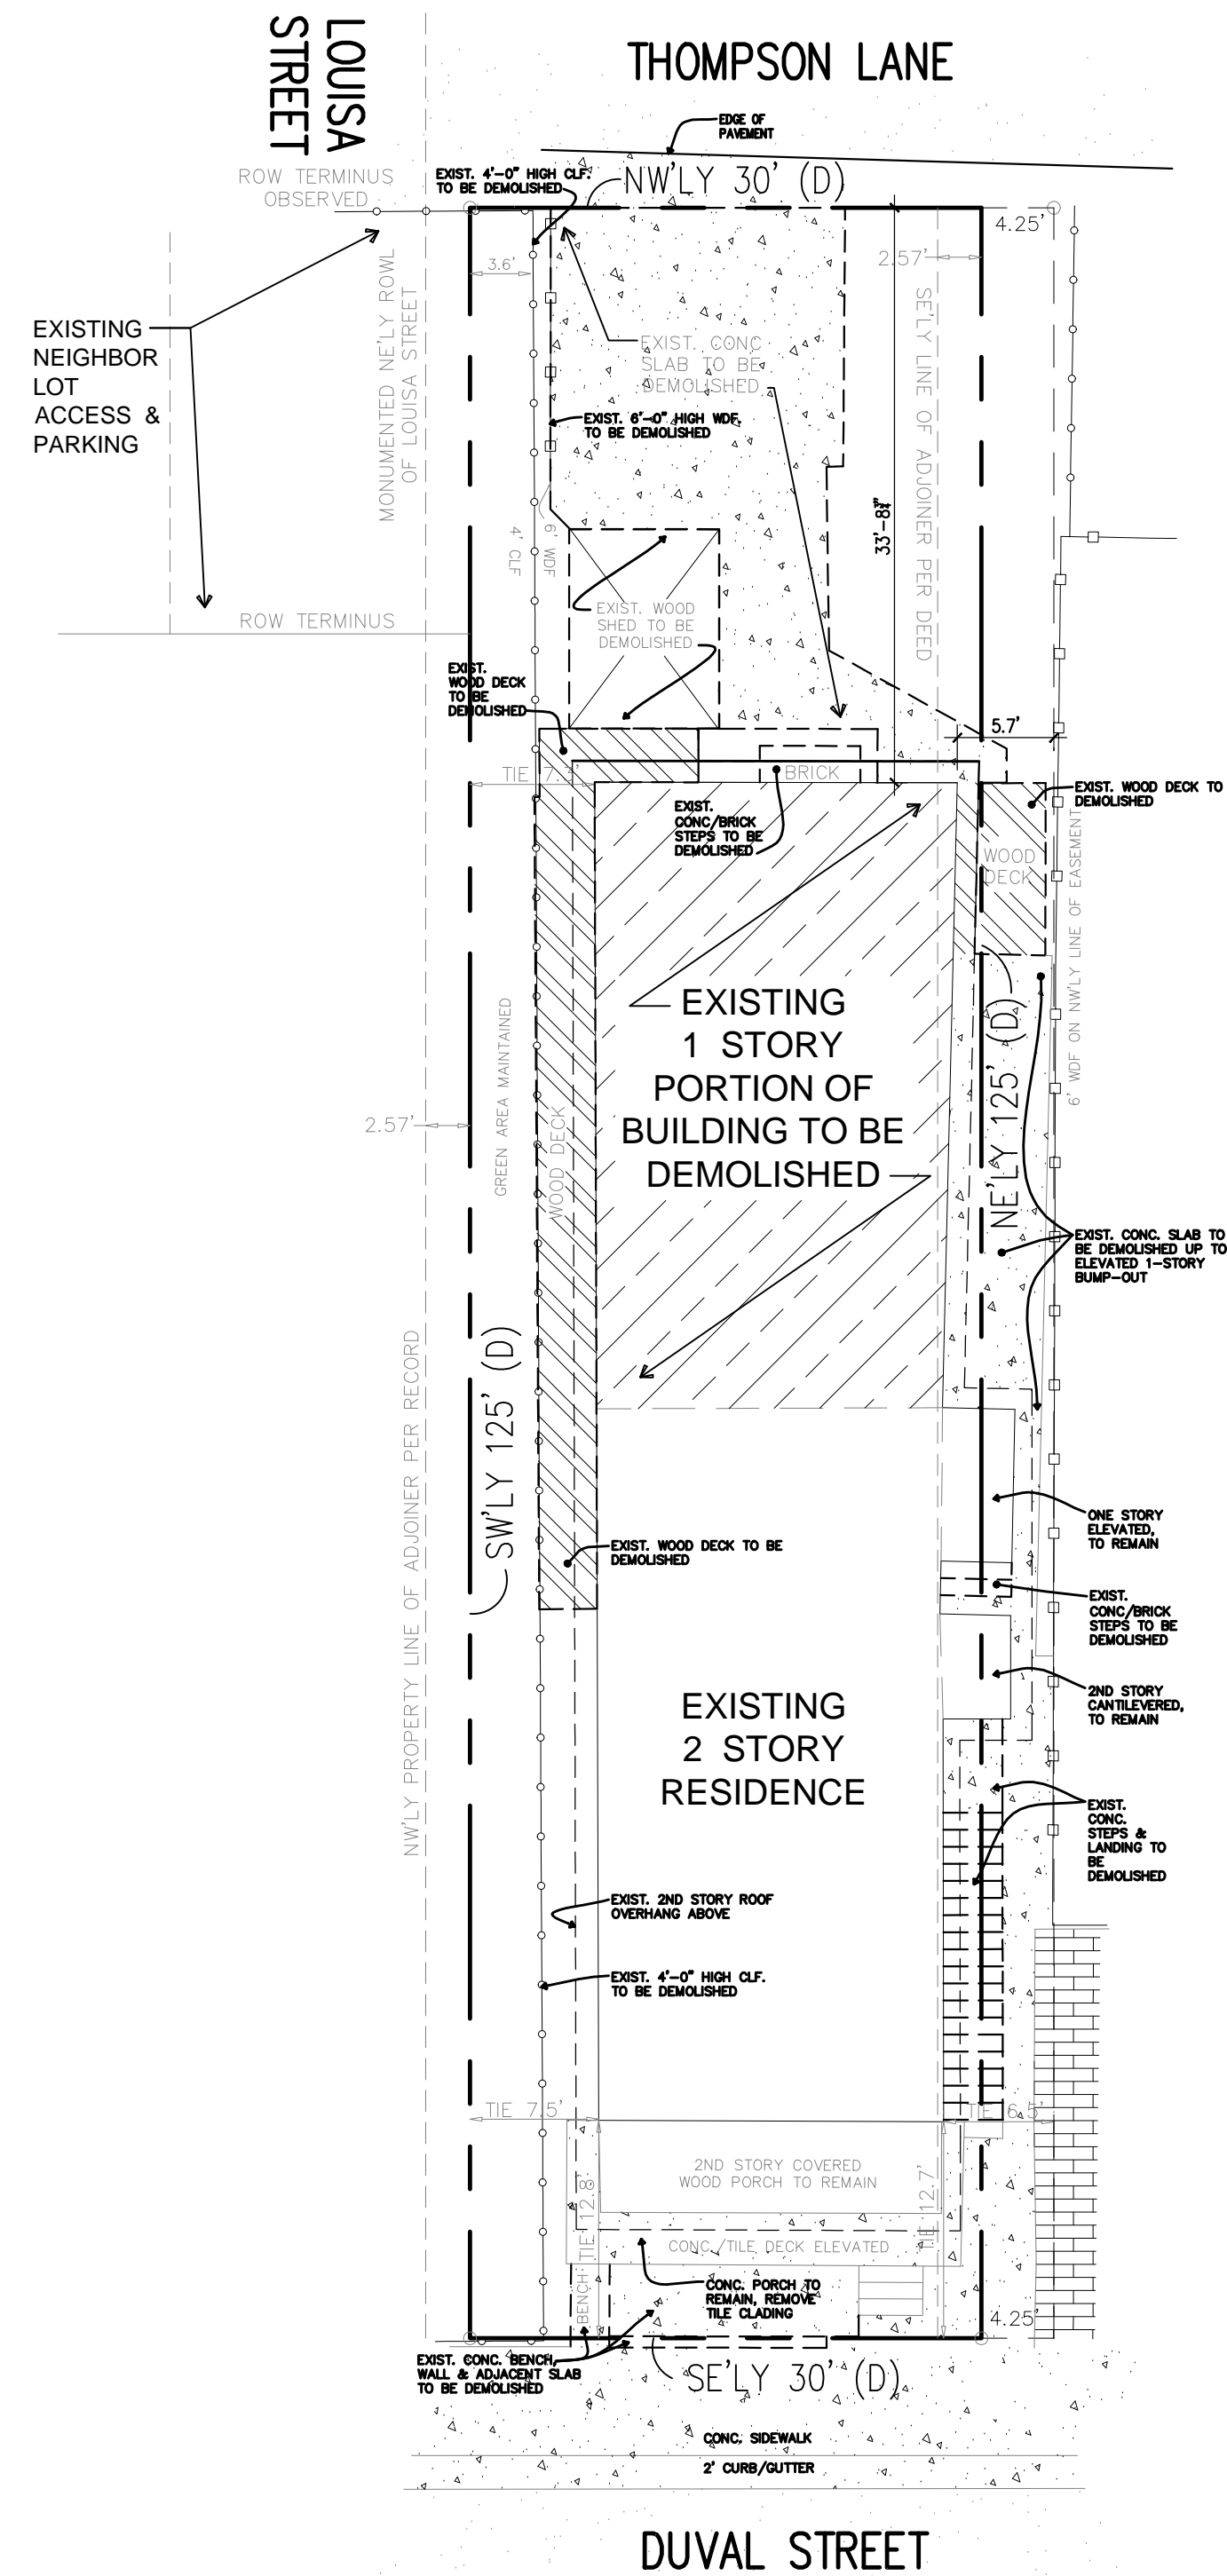 LOUISA
STREET
THOMPSON LANE
EDGE OF
PAVEMENT
ROW TERMINUS
OBSERVED
EXIST. 4'-0" HIGH CLF.
TO BE DEMOLISHED
NW'LY 30' (D)
4.25'
2.57'
3.6'
EXISTING
NEIGHBOR
LOT
ACCESS &
PARKING
MONUMENTED NE'LY ROWL
OF LOUISA STREET
EXIST. CONC
SLAB TO BE
DEMOLISHED
SE'LY LINE OF ADJOINER PER DEED
EXIST. 6'-0" HIGH WDF.
TO BE DEMOLISHED
6' WDF
4' CLF
EXIST. WOOD
SHED TO BE
DEMOLISHED
ROW TERMINUS
EXIST.
WOOD DECK
TO BE
DEMOLISHED
5.7'
TIE 7.3'
BRICK
EXIST. WOOD DECK TO
DEMOLISHED
EXIST.
CONC/BRICK
STEPS TO BE
DEMOLISHED
WOOD
DECK
6' WDF ON NW'LY LINE OF EASEMENT
EXISTING
1 STORY
PORTION OF
BUILDING TO BE
DEMOLISHED
NE'LY 125' (D)
GREEN AREA MAINTAINED
WOOD DECK
2.57'
EXIST. CONC. SLAB TO
BE DEMOLISHED UP TO
ELEVATED 1-STORY
BUMP-OUT
SW'LY 125' (D)
NW'LY PROPERTY LINE OF ADJOINER PER RECORD
ONE STORY
ELEVATED,
TO REMAIN
EXIST. WOOD DECK TO BE
DEMOLISHED
EXIST.
CONC/BRICK
STEPS TO BE
DEMOLISHED
2ND STORY
CANTILEVERED,
TO REMAIN
EXISTING
2 STORY
RESIDENCE
EXIST.
CONC.
STEPS &
LANDING TO
BE
DEMOLISHED
EXIST. 2ND STORY ROOF
OVERHANG ABOVE
EXIST. 4'-0" HIGH CLF.
TO BE DEMOLISHED
TIE 7.5'
TIE 6.5'
2ND STORY COVERED
WOOD PORCH TO REMAIN
TIE 12.8'
TIE 12.7'
CONC./TILE DECK ELEVATED
BENCH
CONC. PORCH TO
REMAIN, REMOVE
TILE CLADING
4.25'
EXIST. CONC. BENCH,
WALL & ADJACENT SLAB
TO BE DEMOLISHED
SE'LY 30' (D)
CONC. SIDEWALK
2' CURB/GUTTER
DUVAL STREET